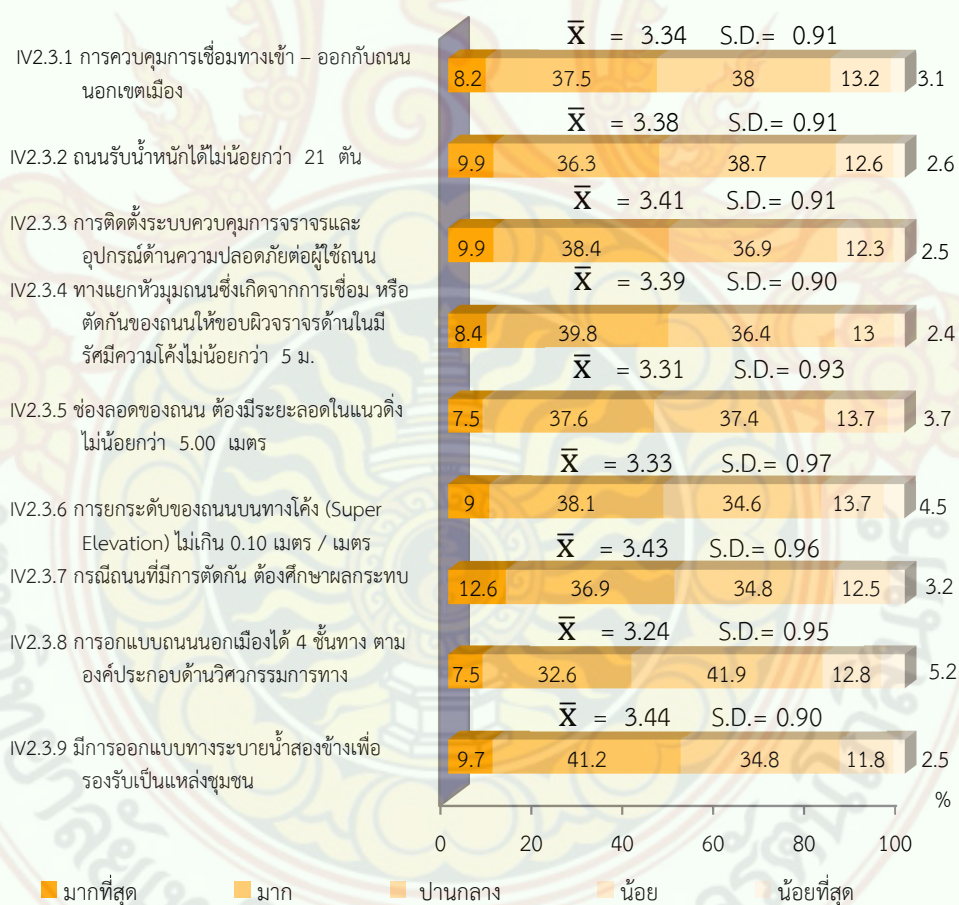 X̄ = 3.34 S.D.= 0.91
IV2.3.1 การควบคุมการเชื่อมทางเข้า – ออกกับถนน
นอกเขตเมือง
8.2 37.5 38 13.2 3.1
X̄ = 3.38 S.D.= 0.91
IV2.3.2 ถนนรับน้ำหนักได้ไม่น้อยกว่า 21 ตัน
9.9 36.3 38.7 12.6 2.6
X̄ = 3.41 S.D.= 0.91
IV2.3.3 การติดตั้งระบบควบคุมการจราจรและ
อุปกรณ์ด้านความปลอดภัยต่อผู้ใช้ถนน
9.9 38.4 36.9 12.3 2.5
X̄ = 3.39 S.D.= 0.90
IV2.3.4 ทางแยกหัวมุมถนนซึ่งเกิดจากการเชื่อม หรือ
ตัดกันของถนนให้ขอบผิวจราจรด้านในมี
รัศมีความโค้งไม่น้อยกว่า 5 ม.
8.4 39.8 36.4 13 2.4
X̄ = 3.31 S.D.= 0.93
IV2.3.5 ช่องลอดของถนน ต้องมีระยะลอดในแนวดิ่ง
ไม่น้อยกว่า 5.00 เมตร
7.5 37.6 37.4 13.7 3.7
X̄ = 3.33 S.D.= 0.97
IV2.3.6 การยกระดับของถนนบนทางโค้ง (Super
Elevation) ไม่เกิน 0.10 เมตร / เมตร
9 38.1 34.6 13.7 4.5
X̄ = 3.43 S.D.= 0.96
IV2.3.7 กรณีถนนที่มีการตัดกัน ต้องศึกษาผลกระทบ
12.6 36.9 34.8 12.5 3.2
X̄ = 3.24 S.D.= 0.95
IV2.3.8 การอกแบบถนนนอกเมืองได้ 4 ชั้นทาง ตาม
องค์ประกอบด้านวิศวกรรมการทาง
7.5 32.6 41.9 12.8 5.2
X̄ = 3.44 S.D.= 0.90
IV2.3.9 มีการออกแบบทางระบายน้ำสองข้างเพื่อ
รองรับเป็นแหล่งชุมชน
9.7 41.2 34.8 11.8 2.5
%
0 20 40 60 80 100
มากที่สุด มาก ปานกลาง น้อย น้อยที่สุด